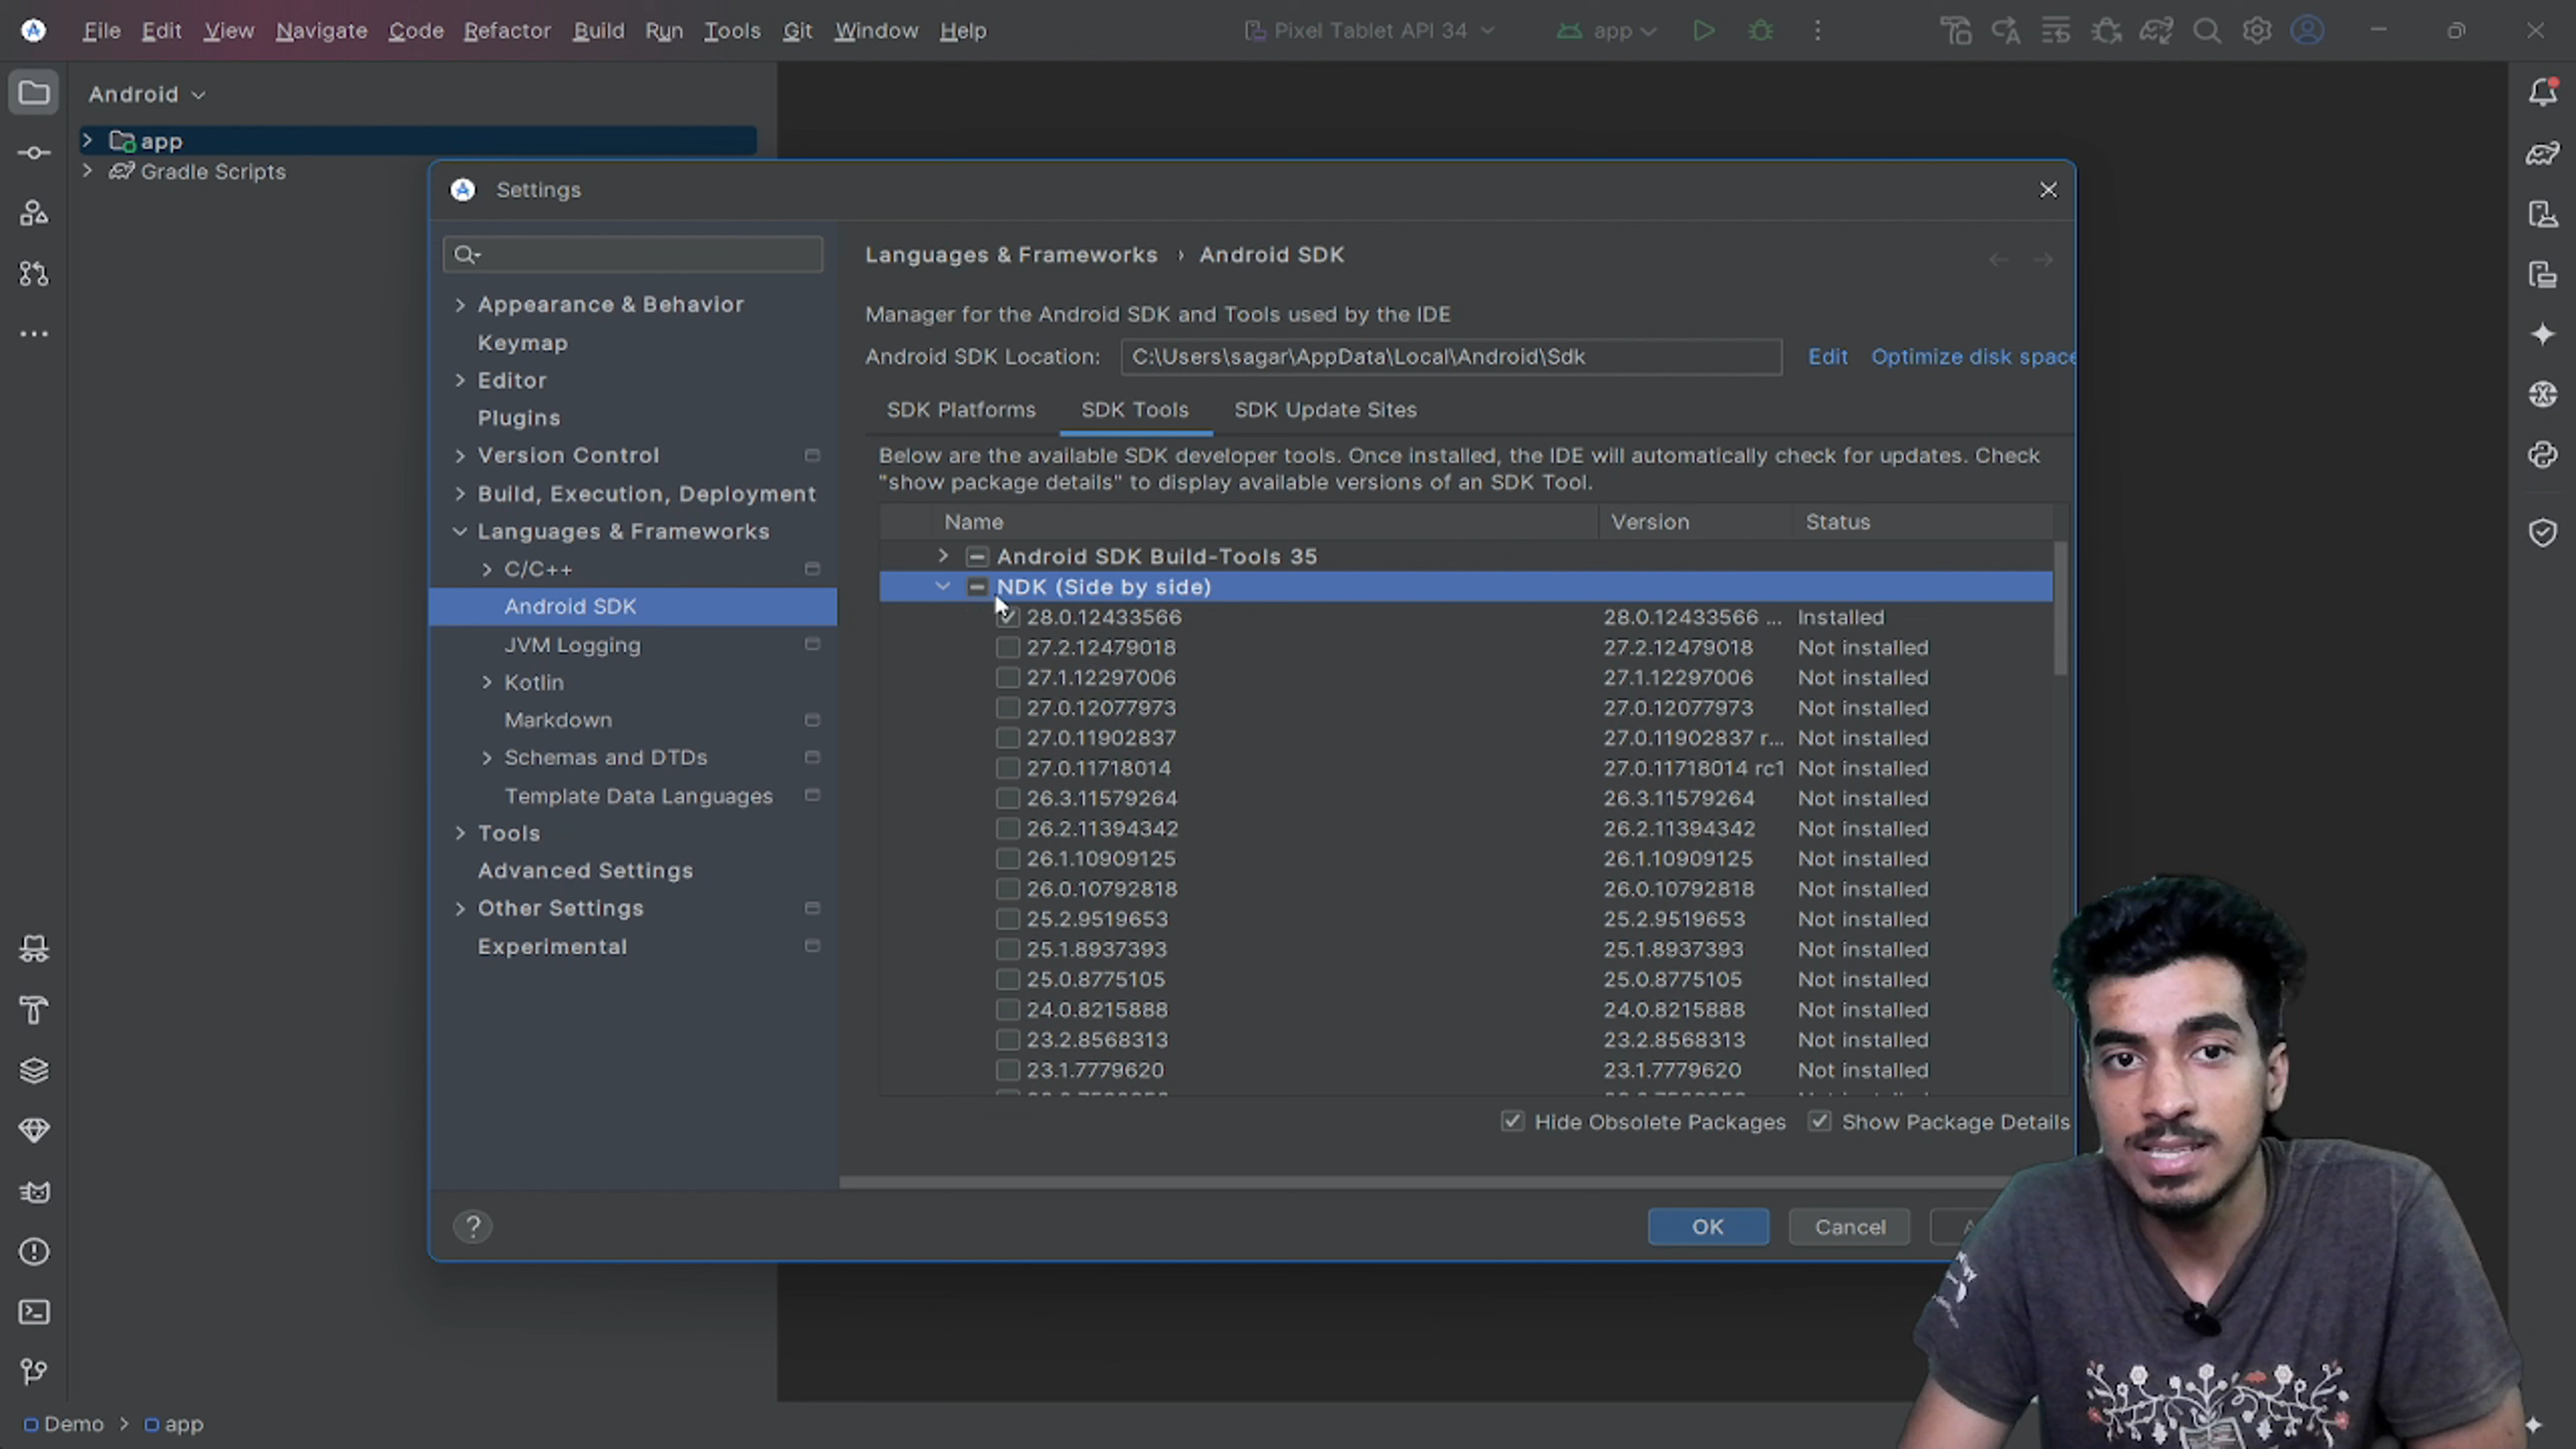 File Edit View Navigate Code Refactor Build Run Tools Git Window Help
Pixel Tablet API 34
app
Android
app
Gradle Scripts
Settings
Appearance & Behavior
Keymap
Editor
Plugins
Version Control
Build, Execution, Deployment
Languages & Frameworks
C/C++
Android SDK
JVM Logging
Kotlin
Markdown
Schemas and DTDs
Template Data Languages
Tools
Advanced Settings
Other Settings
Experimental
Languages & Frameworks › Android SDK
Manager for the Android SDK and Tools used by the IDE
Android SDK Location: C:\Users\sagar\AppData\Local\Android\Sdk Edit Optimize disk space
SDK Platforms SDK Tools SDK Update Sites
Below are the available SDK developer tools. Once installed, the IDE will automatically check for updates. Check
"show package details" to display available versions of an SDK Tool.
Name Version Status
Android SDK Build-Tools 35
NDK (Side by side)
28.0.12433566 28.0.12433566 ... Installed
27.2.12479018 27.2.12479018 Not installed
27.1.12297006 27.1.12297006 Not installed
27.0.12077973 27.0.12077973 Not installed
27.0.11902837 27.0.11902837 r... Not installed
27.0.11718014 27.0.11718014 rc1 Not installed
26.3.11579264 26.3.11579264 Not installed
26.2.11394342 26.2.11394342 Not installed
26.1.10909125 26.1.10909125 Not installed
26.0.10792818 26.0.10792818 Not installed
25.2.9519653 25.2.9519653 Not installed
25.1.8937393 25.1.8937393 Not installed
25.0.8775105 25.0.8775105 Not installed
24.0.8215888 24.0.8215888 Not installed
23.2.8568313 23.2.8568313 Not installed
23.1.7779620 23.1.7779620 Not installed
Hide Obsolete Packages Show Package Details
? OK Cancel
Demo > app